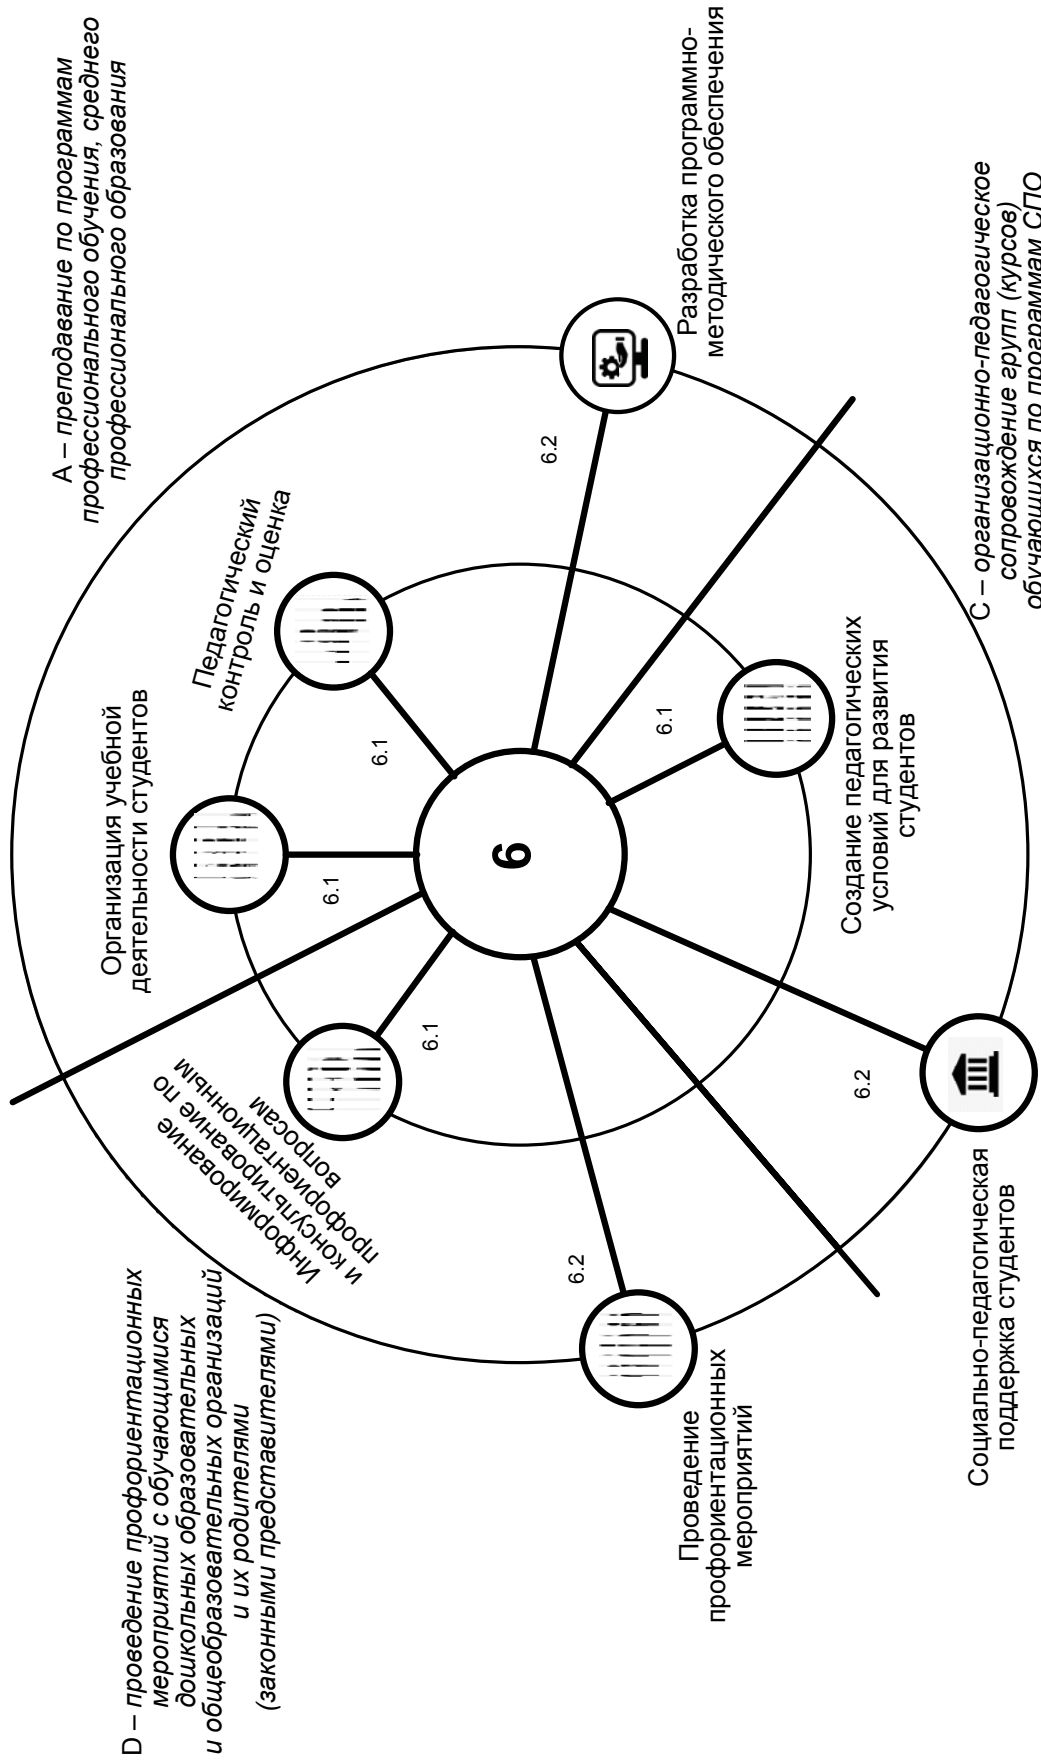 D – проведение профориентационных
мероприятий с обучающимися
дошкольных образовательных
и общеобразовательных организаций
и их родителями
(законными представителями)
A – преподавание по программам
профессионального обучения, среднего
профессионального образования
Организация учебной
деятельности студентов
Педагогический
контроль и оценка
Информирование
и консультирование по
профориентационным
вопросам
6.1
6.1
6.1
6.2
6.2
6
6.1
6.2
Разработка программно-
методического обеспечения
Проведение
профориентационных
мероприятий
Создание педагогических
условий для развития
студентов
Социально-педагогическая
поддержка студентов
C – организационно-педагогическое
сопровождение групп (курсов)
обучающихся по программам СПО